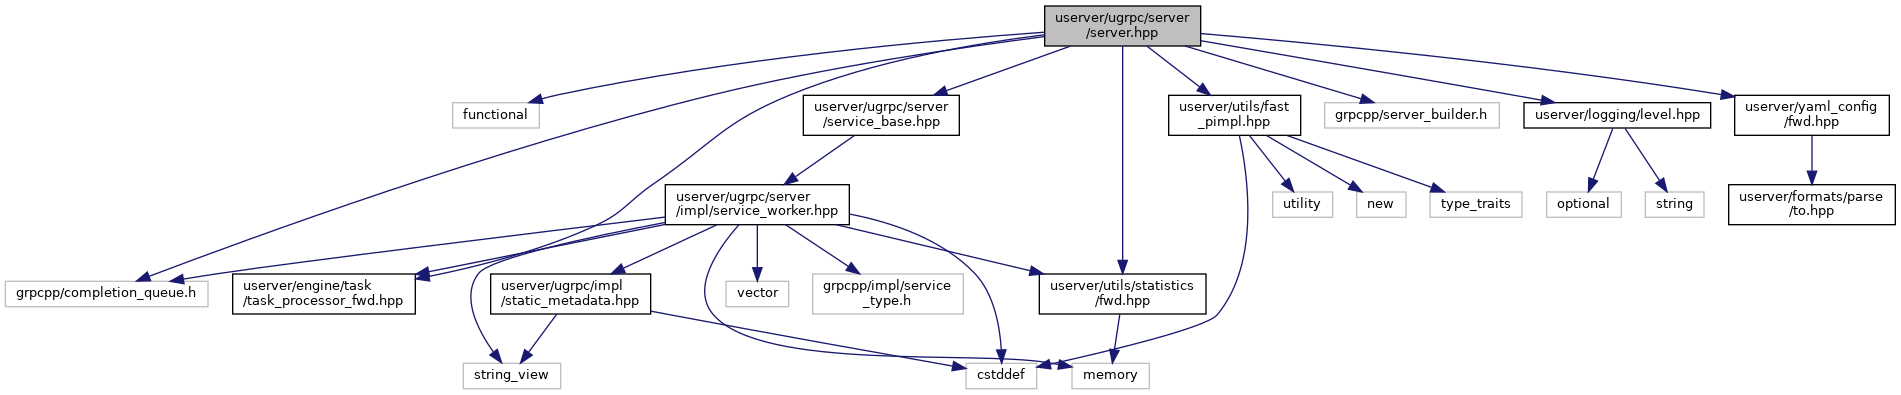 userver/ugrpc/server
/server.hpp
functional
userver/ugrpc/server
/service_base.hpp
userver/utils/fast
_pimpl.hpp
grpcpp/server_builder.h
userver/logging/level.hpp
userver/yaml_config
/fwd.hpp
userver/ugrpc/server
/impl/service_worker.hpp
utility
new
type_traits
optional
string
userver/formats/parse
/to.hpp
grpcpp/completion_queue.h
userver/engine/task
/task_processor_fwd.hpp
userver/ugrpc/impl
/static_metadata.hpp
vector
grpcpp/impl/service
_type.h
userver/utils/statistics
/fwd.hpp
string_view
cstddef
memory